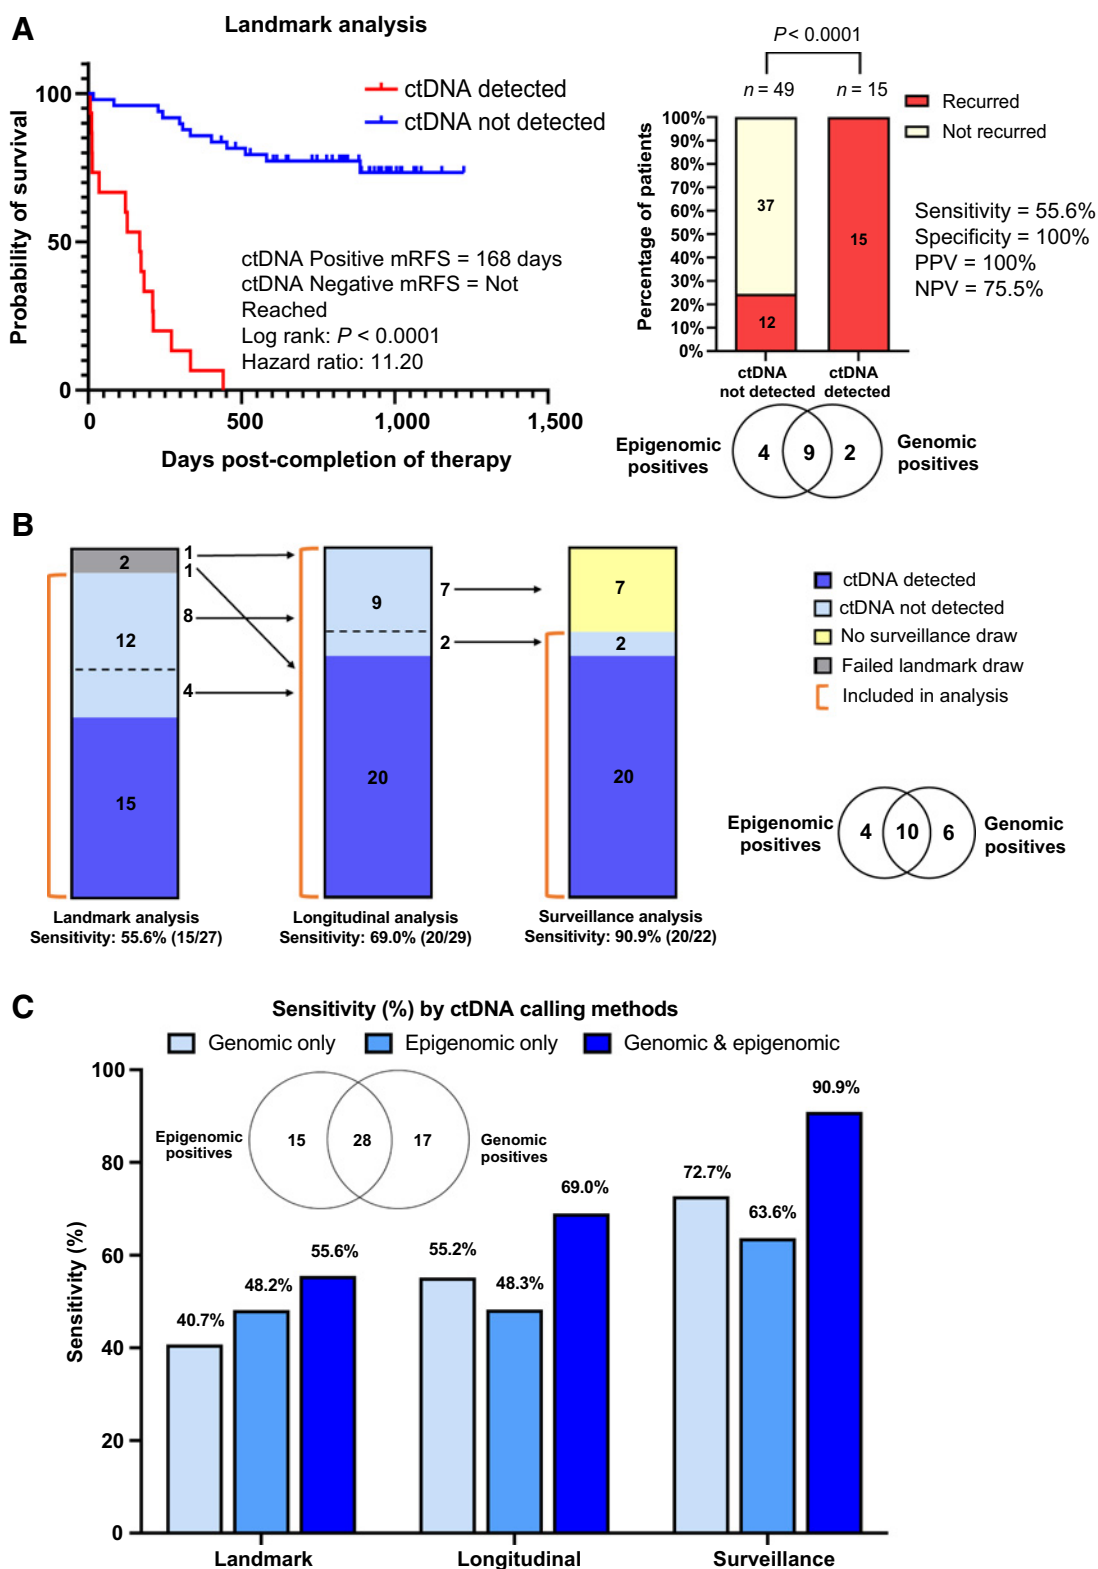 A
Landmark analysis
100
50
0
0
500
1,000
1,500
Probability of survival
Days post-completion of therapy
ctDNA detected
ctDNA not detected
ctDNA Positive mRFS = 168 days
ctDNA Negative mRFS = Not
Reached
Log rank: P < 0.0001
Hazard ratio: 11.20
P < 0.0001
n = 49
n = 15
Recurred
Not recurred
100%
90%
80%
70%
60%
50%
40%
30%
20%
10%
0%
Percentage of patients
37
12
15
Sensitivity = 55.6%
Specificity = 100%
PPV = 100%
NPV = 75.5%
ctDNA
not detected
ctDNA
detected
Epigenomic
positives
4
9
2
Genomic
positives
B
2
12
15
1
1
8
4
9
20
7
2
7
2
20
ctDNA detected
ctDNA not detected
No surveillance draw
Failed landmark draw
Included in analysis
Epigenomic
positives
4
10
6
Genomic
positives
Landmark analysis
Sensitivity: 55.6% (15/27)
Longitudinal analysis
Sensitivity: 69.0% (20/29)
Surveillance analysis
Sensitivity: 90.9% (20/22)
C
Sensitivity (%) by ctDNA calling methods
Genomic only
Epigenomic only
Genomic & epigenomic
100
80
60
40
20
0
Sensitivity (%)
Epigenomic
positives
15
28
17
Genomic
positives
40.7%
48.2%
55.6%
55.2%
48.3%
69.0%
72.7%
63.6%
90.9%
Landmark
Longitudinal
Surveillance